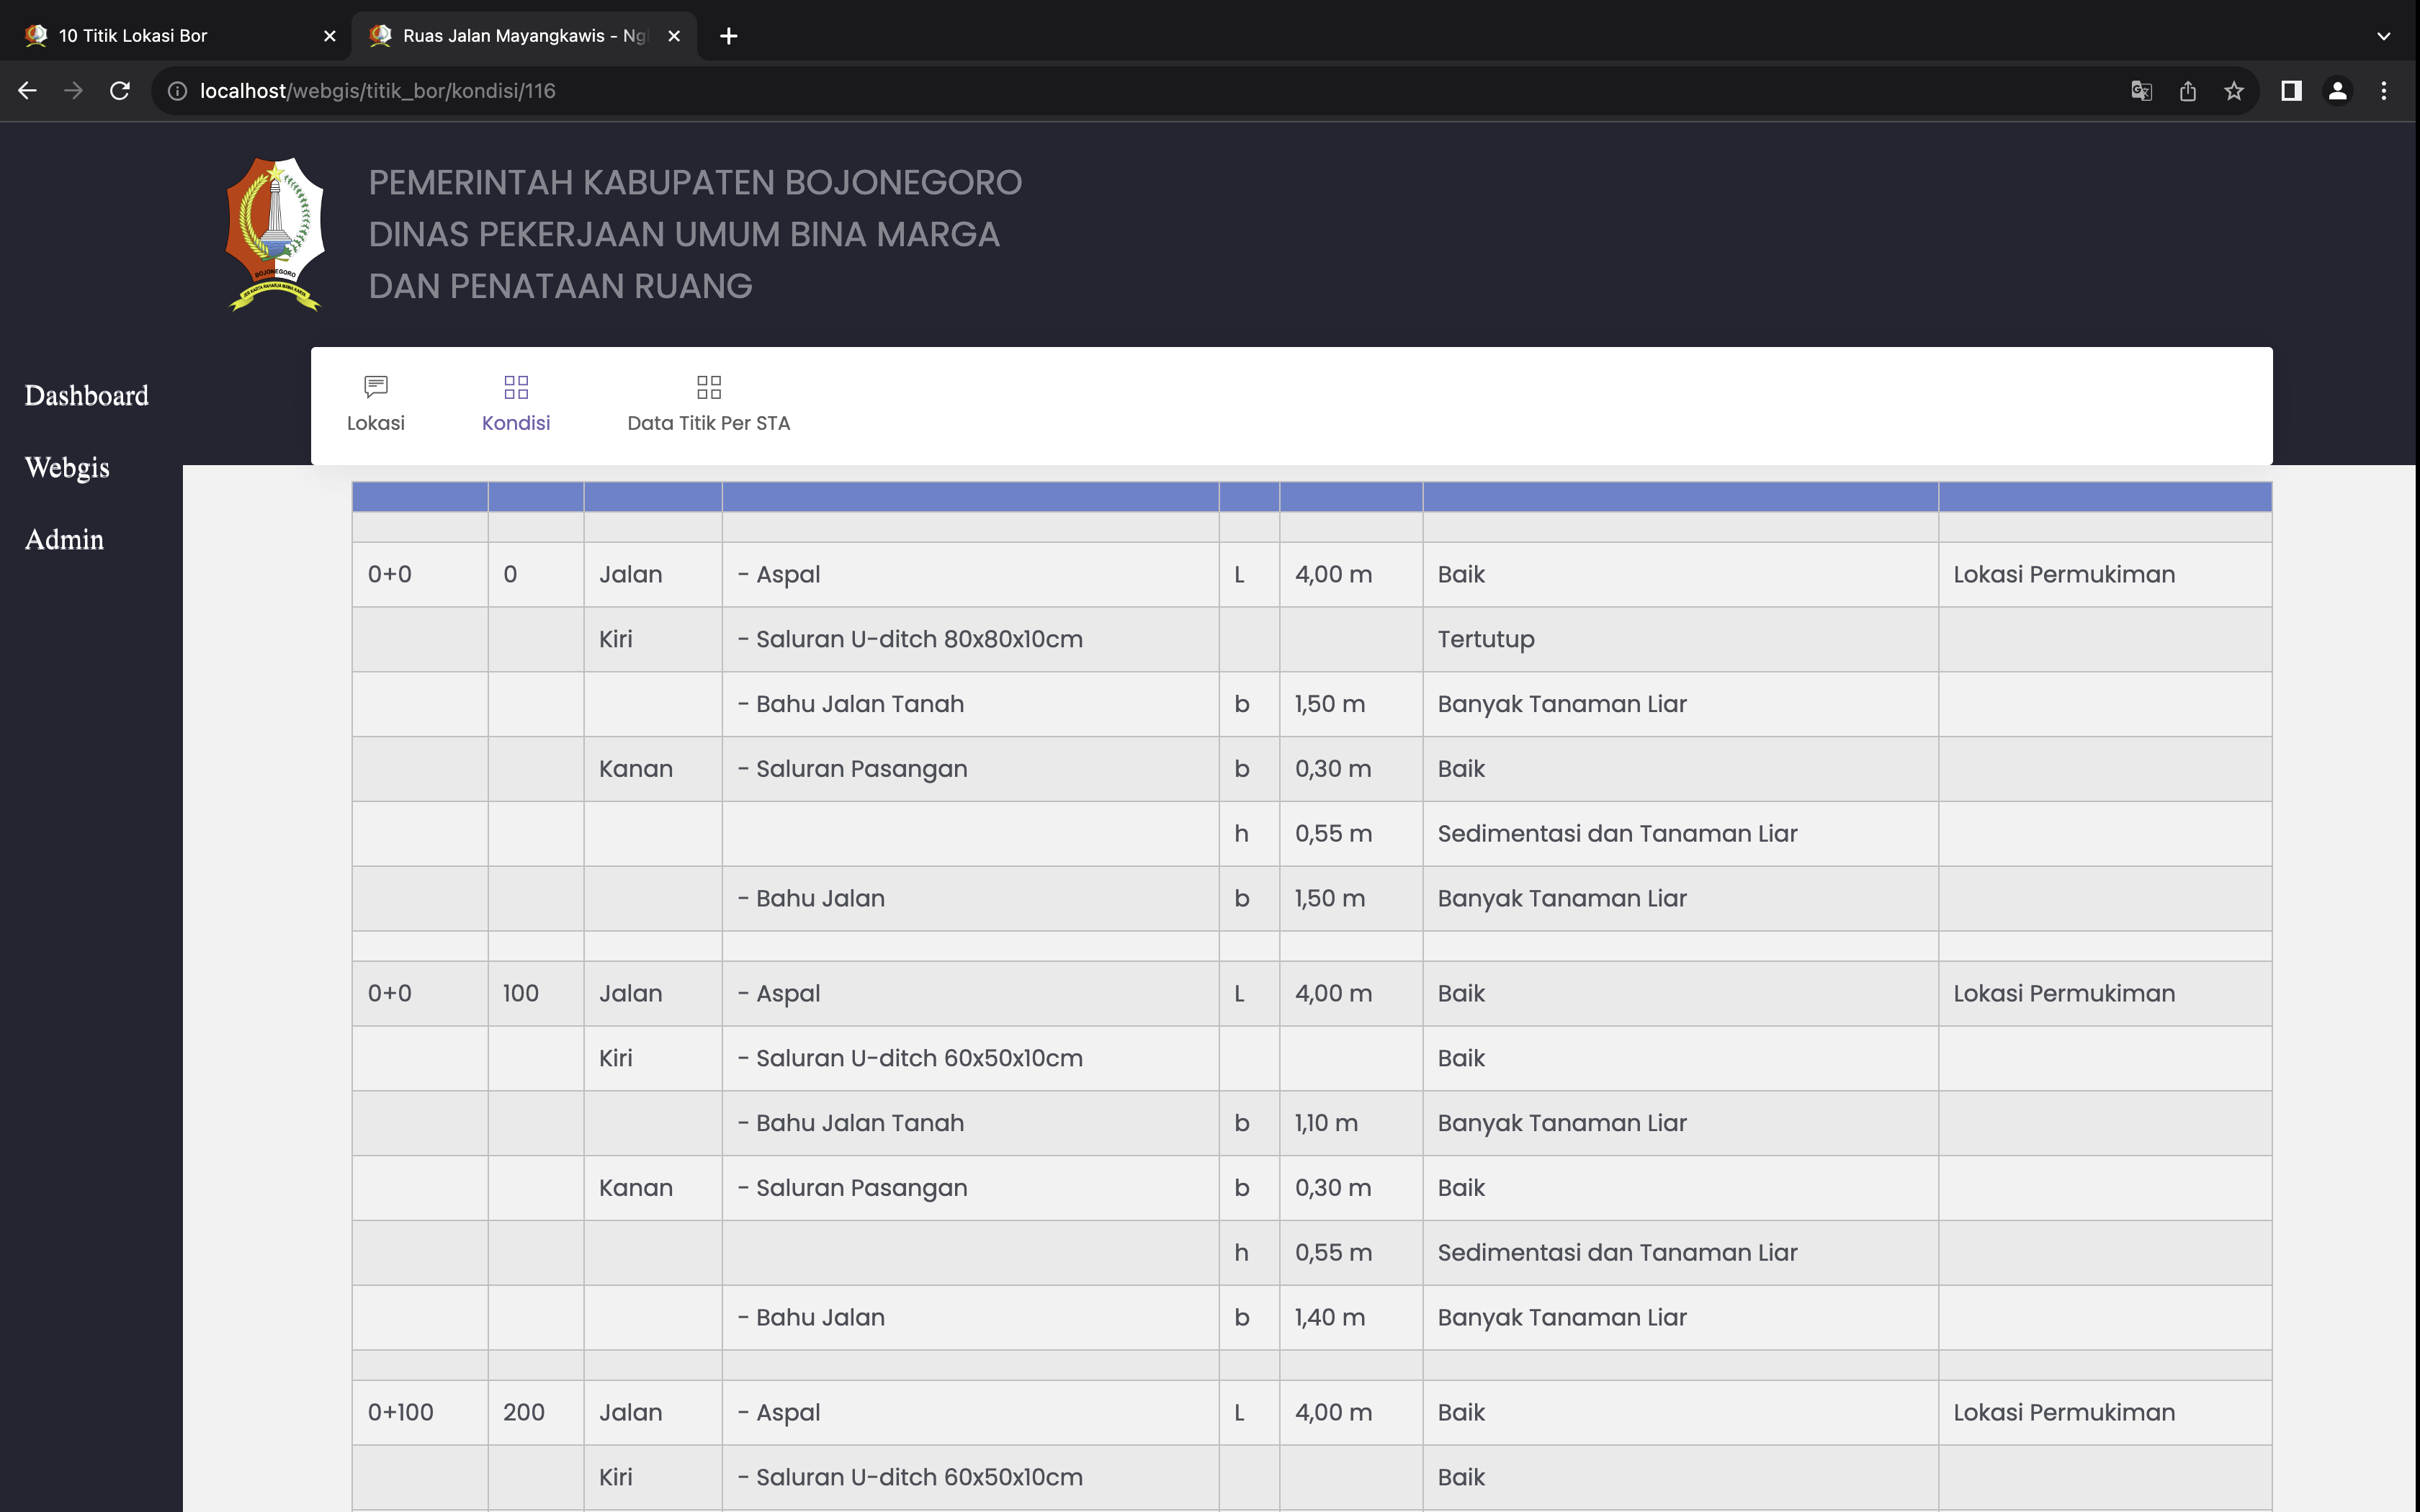 10 Titik Lokasi Bor
Ruas Jalan Mayangkawis - Ng
localhost/webgis/titik_bor/kondisi/116
PEMERINTAH KABUPATEN BOJONEGORO
DINAS PEKERJAAN UMUM BINA MARGA
DAN PENATAAN RUANG
BOJONEGORO
Dashboard
Webgis
Admin
Lokasi
Kondisi
Data Titik Per STA
0+0 0 Jalan - Aspal L 4,00 m Baik Lokasi Permukiman
Kiri - Saluran U-ditch 80x80x10cm Tertutup
- Bahu Jalan Tanah b 1,50 m Banyak Tanaman Liar
Kanan - Saluran Pasangan b 0,30 m Baik
h 0,55 m Sedimentasi dan Tanaman Liar
- Bahu Jalan b 1,50 m Banyak Tanaman Liar
0+0 100 Jalan - Aspal L 4,00 m Baik Lokasi Permukiman
Kiri - Saluran U-ditch 60x50x10cm Baik
- Bahu Jalan Tanah b 1,10 m Banyak Tanaman Liar
Kanan - Saluran Pasangan b 0,30 m Baik
h 0,55 m Sedimentasi dan Tanaman Liar
- Bahu Jalan b 1,40 m Banyak Tanaman Liar
0+100 200 Jalan - Aspal L 4,00 m Baik Lokasi Permukiman
Kiri - Saluran U-ditch 60x50x10cm Baik